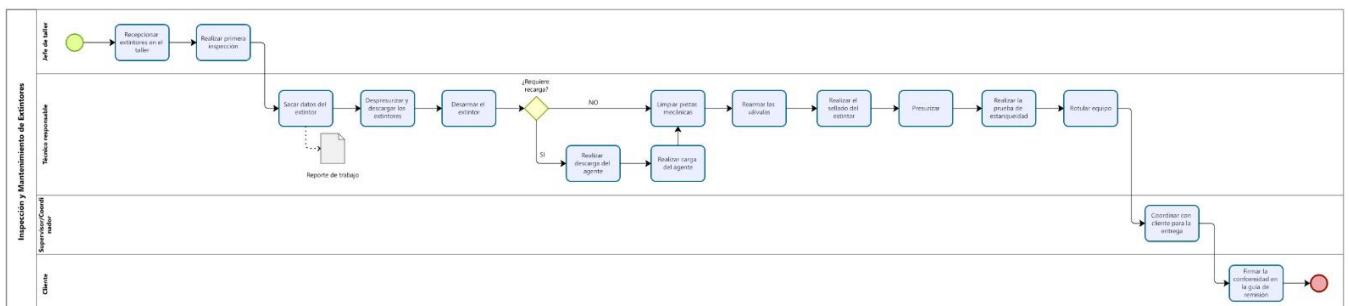 Inspección y Mantenimiento de Extintores
Jefe de taller
Recepcionar
extintores en el
taller
Realizar primera
inspección
Técnico responsable
Sacar datos del
extintor
Reporte de trabajo
Despresurizar y
descargar los
extintores
Desarmar el
extintor
¿Requiere
recarga?
NO
SI
Realizar
descarga del
agente
Realizar carga
del agente
Limpiar piezas
mecánicas
Rearmar las
válvulas
Realizar el
sellado del
extintor
Presurizar
Realizar la
prueba de
estanqueidad
Rotular equipo
Supervisor/Coordi
nador
Coordinar con
cliente para la
entrega
Cliente
Firmar la
conformidad en
la guía de
remisión